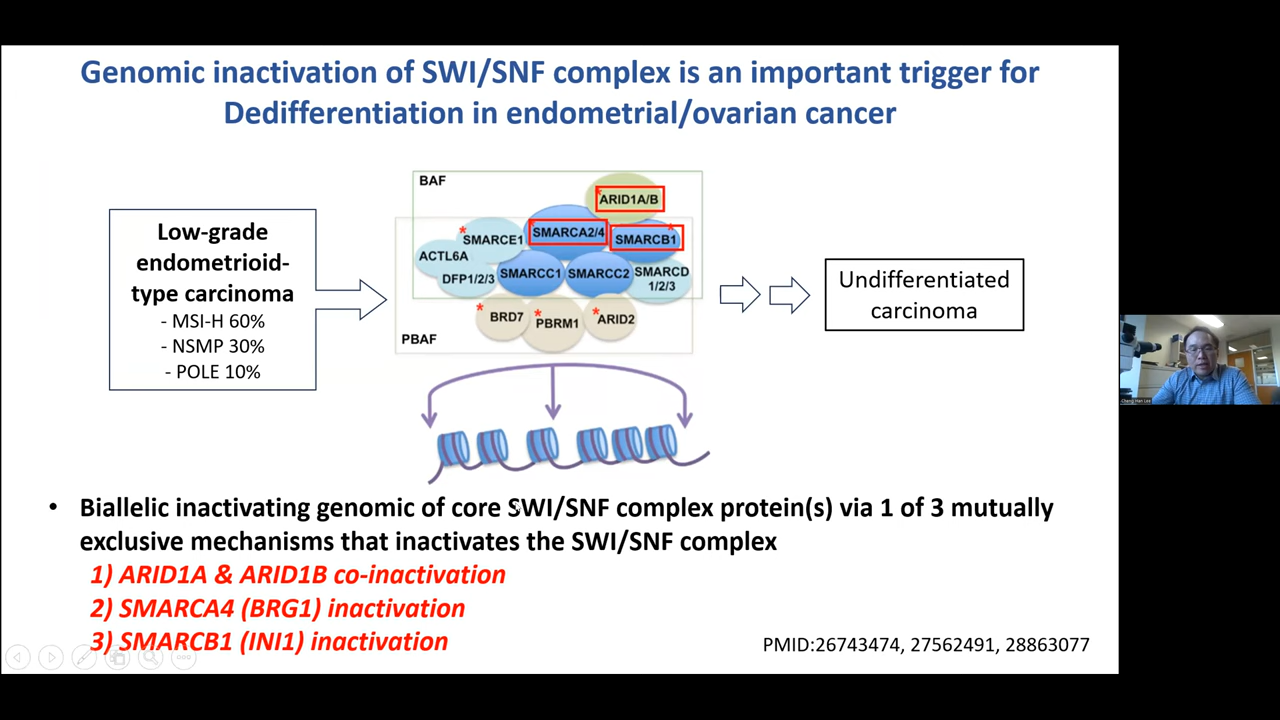 Genomic inactivation of SWI/SNF complex is an important trigger for
Dedifferentiation in endometrial/ovarian cancer
Low-grade
endometrioid-
type carcinoma
- MSI-H 60%
- NSMP 30%
- POLE 10%
BAF
*ARID1A/B
*SMARCA2/4
*SMARCE1
SMARCB1*
ACTL6A
DFP1/2/3
SMARCC1
SMARCC2
SMARCD
1/2/3
*BRD7
*PBRM1
*ARID2
PBAF
Undifferentiated
carcinoma
• Biallelic inactivating genomic of core SWI/SNF complex protein(s) via 1 of 3 mutually
exclusive mechanisms that inactivates the SWI/SNF complex
1) ARID1A & ARID1B co-inactivation
2) SMARCA4 (BRG1) inactivation
3) SMARCB1 (INI1) inactivation
PMID:26743474, 27562491, 28863077
Cheng Han Lee